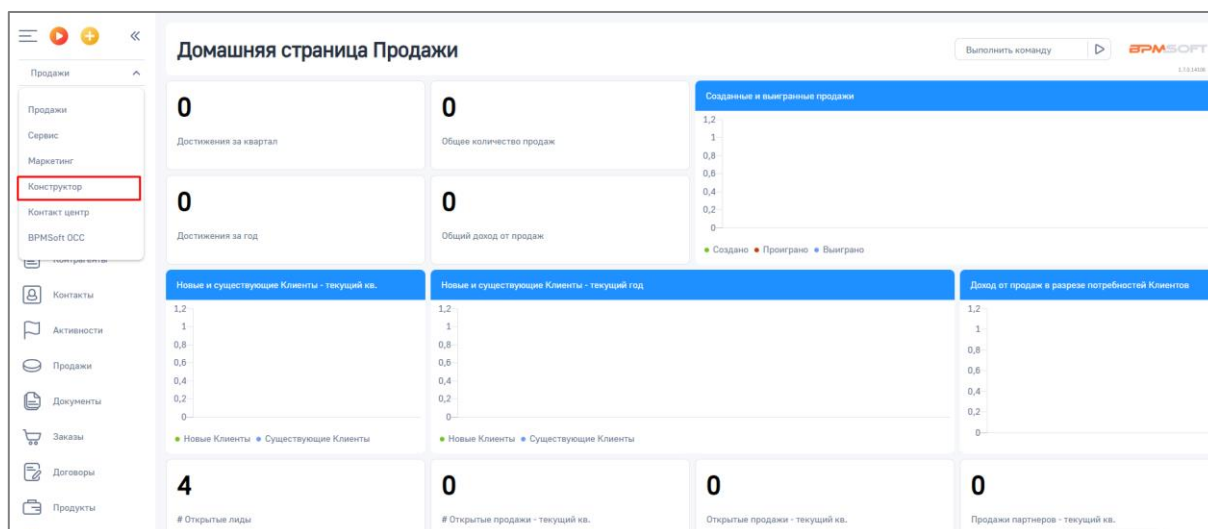 Продажи
Продажи
Сервис
Маркетинг
Конструктор
Контакт центр
BPMSoft OCC
Контрагенты
Контакты
Активности
Продажи
Документы
Заказы
Договоры
Продукты
Домашняя страница Продажи
Выполнить команду
BPMSOFT
0
Достижения за квартал
0
Общее количество продаж
0
Достижения за год
0
Общий доход от продаж
Созданные и выигранные продажи
1,2
1
0,8
0,6
0,4
0,2
0
Создано Проиграно Выиграно
Новые и существующие Клиенты - текущий кв.
1,2
1
0,8
0,6
0,4
0,2
0
Новые Клиенты Существующие Клиенты
Новые и существующие Клиенты - текущий год
1,2
1
0,8
0,6
0,4
0,2
0
Новые Клиенты Существующие Клиенты
Доход от продаж в разрезе потребностей Клиентов
1,2
1
0,8
0,6
0,4
0,2
0
4
# Открытые лиды
0
# Открытые продажи - текущий кв.
0
Открытые продажи - текущий кв.
0
Продажи партнеров - текущий кв.